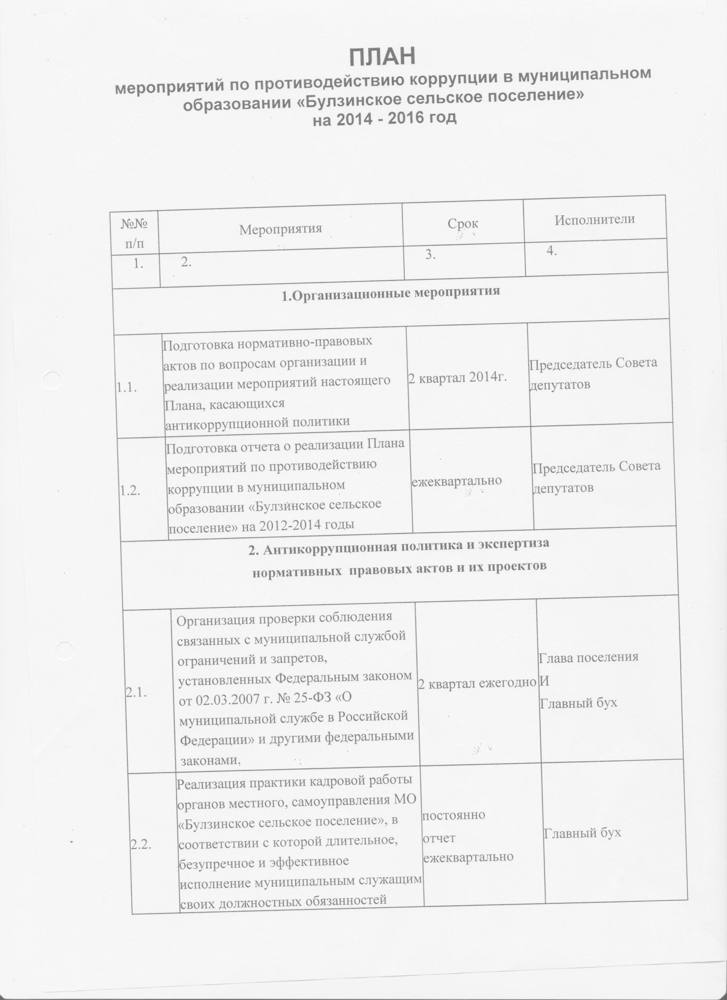 ПЛАН
мероприятий по противодействию коррупции в муниципальном
образовании «Булзинское сельское поселение»
на 2014 - 2016 год
№№
п/п
Мероприятия
Срок
Исполнители
1.
2.
3.
4.
1.Организационные мероприятия
1.1.
Подготовка нормативно-правовых
актов по вопросам организации и
реализации мероприятий настоящего
Плана, касающихся
антикоррупционной политики
2 квартал 2014г.
Председатель Совета
депутатов
1.2.
Подготовка отчета о реализации Плана
мероприятий по противодействию
коррупции в муниципальном
образовании «Булзинское сельское
поселение» на 2012-2014 годы
ежеквартально
Председатель Совета
депутатов
2. Антикоррупционная политика и экспертиза
нормативных правовых актов и их проектов
2.1.
Организация проверки соблюдения
связанных с муниципальной службой
ограничений и запретов,
установленных Федеральным законом
от 02.03.2007 г. № 25-ФЗ «О
муниципальной службе в Российской
Федерации» и другими федеральными
законами.
2 квартал ежегодно
Глава поселения
И
Главный бух
2.2.
Реализация практики кадровой работы
органов местного, самоуправления МО
«Булзинское сельское поселение», в
соответствии с которой длительное,
безупречное и эффективное
исполнение муниципальным служащим
своих должностных обязанностей
постоянно
отчет
ежеквартально
Главный бух